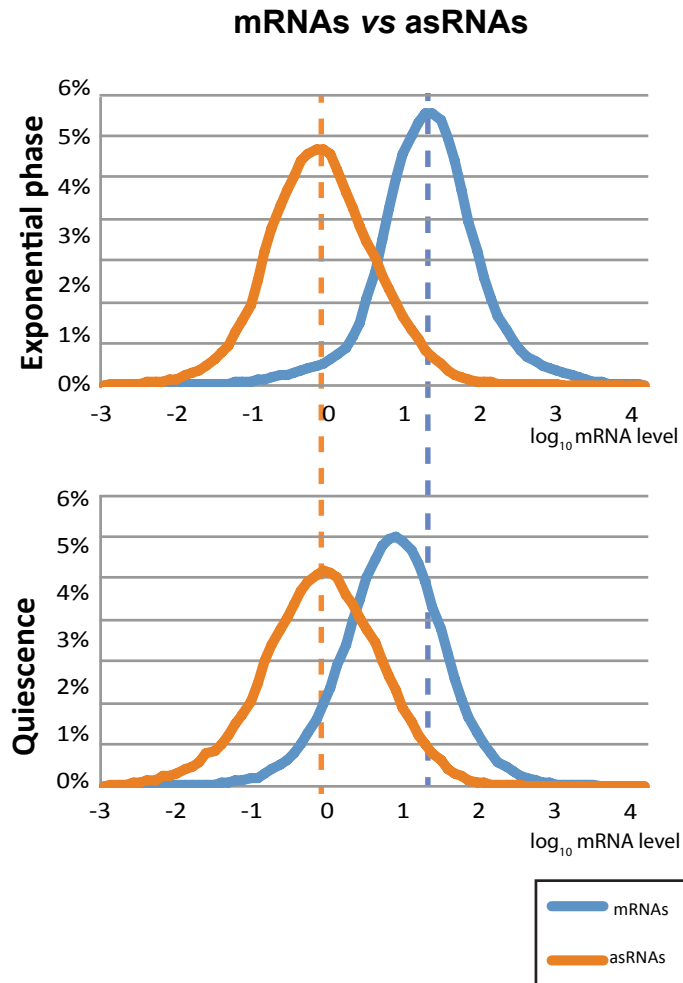 mRNAs vs asRNAs
Exponential phase
6%
5%
4%
3%
2%
1%
0%
-3 -2 -1 0 1 2 3 4
log10 mRNA level
Quiescence
6%
5%
4%
3%
2%
1%
0%
-3 -2 -1 0 1 2 3 4
log10 mRNA level
mRNAs
asRNAs